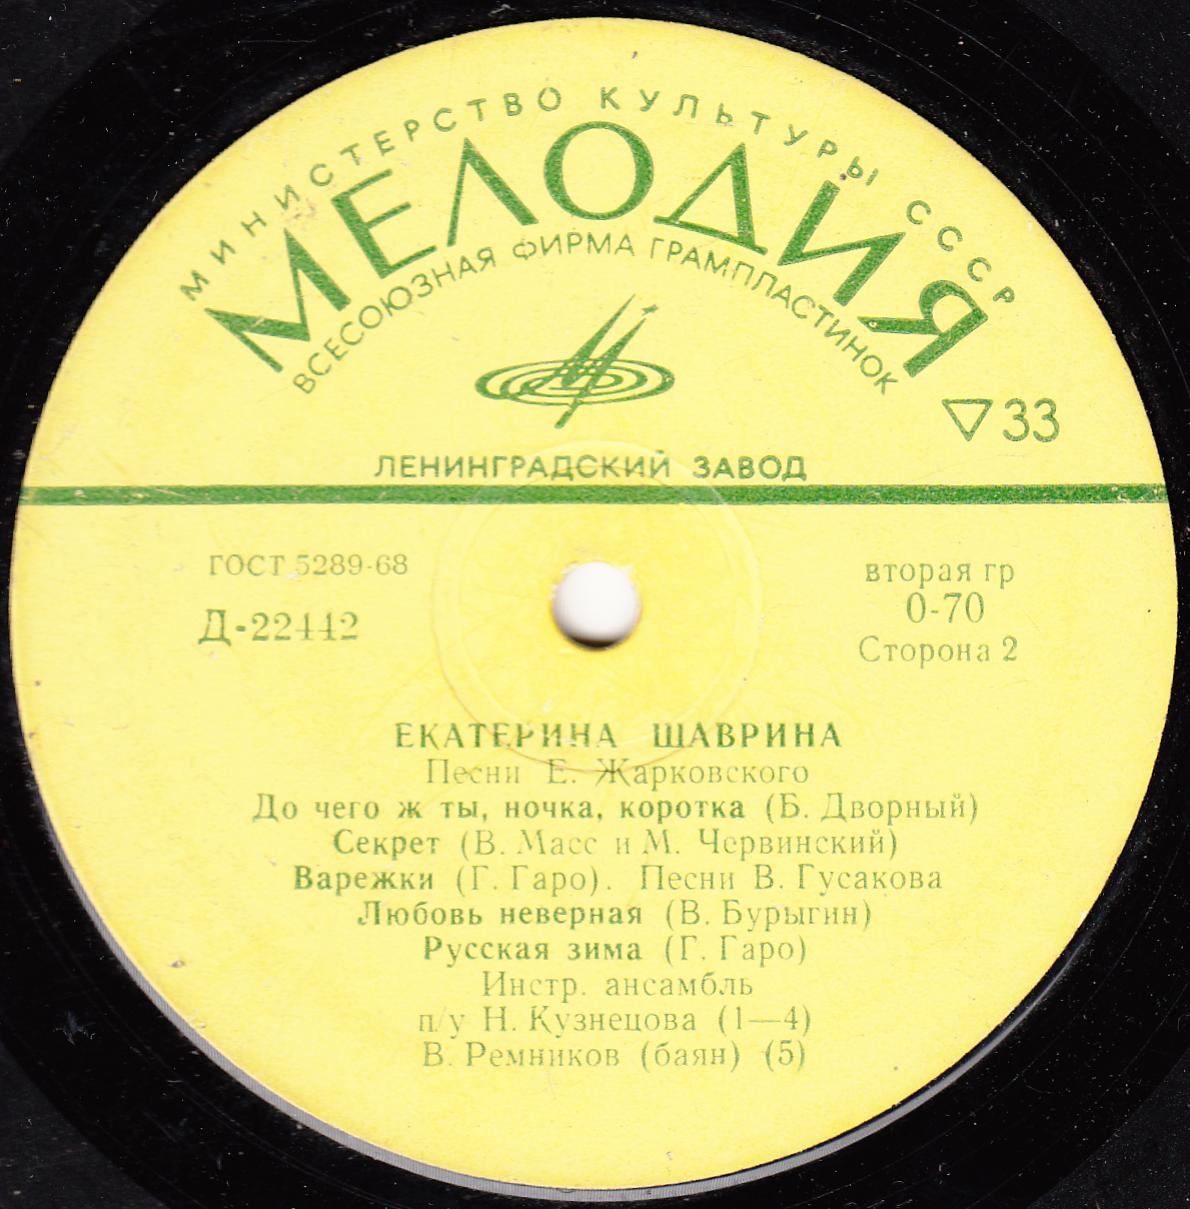 МИНИСТЕРСТВО КУЛЬТУРЫ СССР
МЕЛОДИЯ
ВСЕСОЮЗНАЯ ФИРМА ГРАМПЛАСТИНОК
▽33
ЛЕНИНГРАДСКИЙ ЗАВОД
ГОСТ 5289-68
Д-22442
вторая гр
0-70
Сторона 2
ЕКАТЕРИНА ШАВРИНА
Песни Е. Жарковского
До чего ж ты, ночка, коротка (Б. Дворный)
Секрет (В. Масс и М. Червинский)
Варежки (Г. Гаро). Песни В. Гусакова
Любовь неверная (В. Бурыгин)
Русская зима (Г. Гаро)
Инстр. ансамбль
п/у Н. Кузнецова (1—4)
В. Ремников (баян) (5)